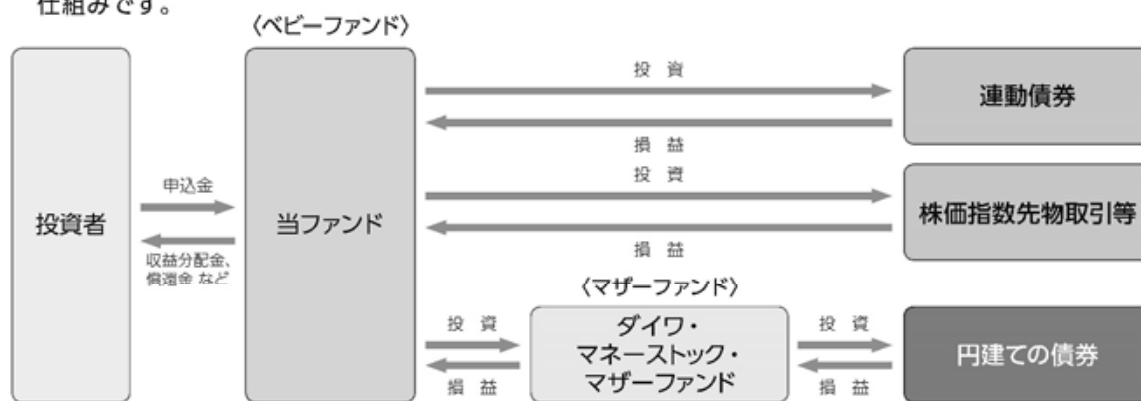 仕組みです。
〈ベビーファンド〉
投資者
申込金
収益分配金、
償還金 など
当ファンド
投 資
損 益
連動債券
投 資
損 益
株価指数先物取引等
〈マザーファンド〉
投 資
損 益
ダイワ・
マネーストック・
マザーファンド
投 資
損 益
円建ての債券